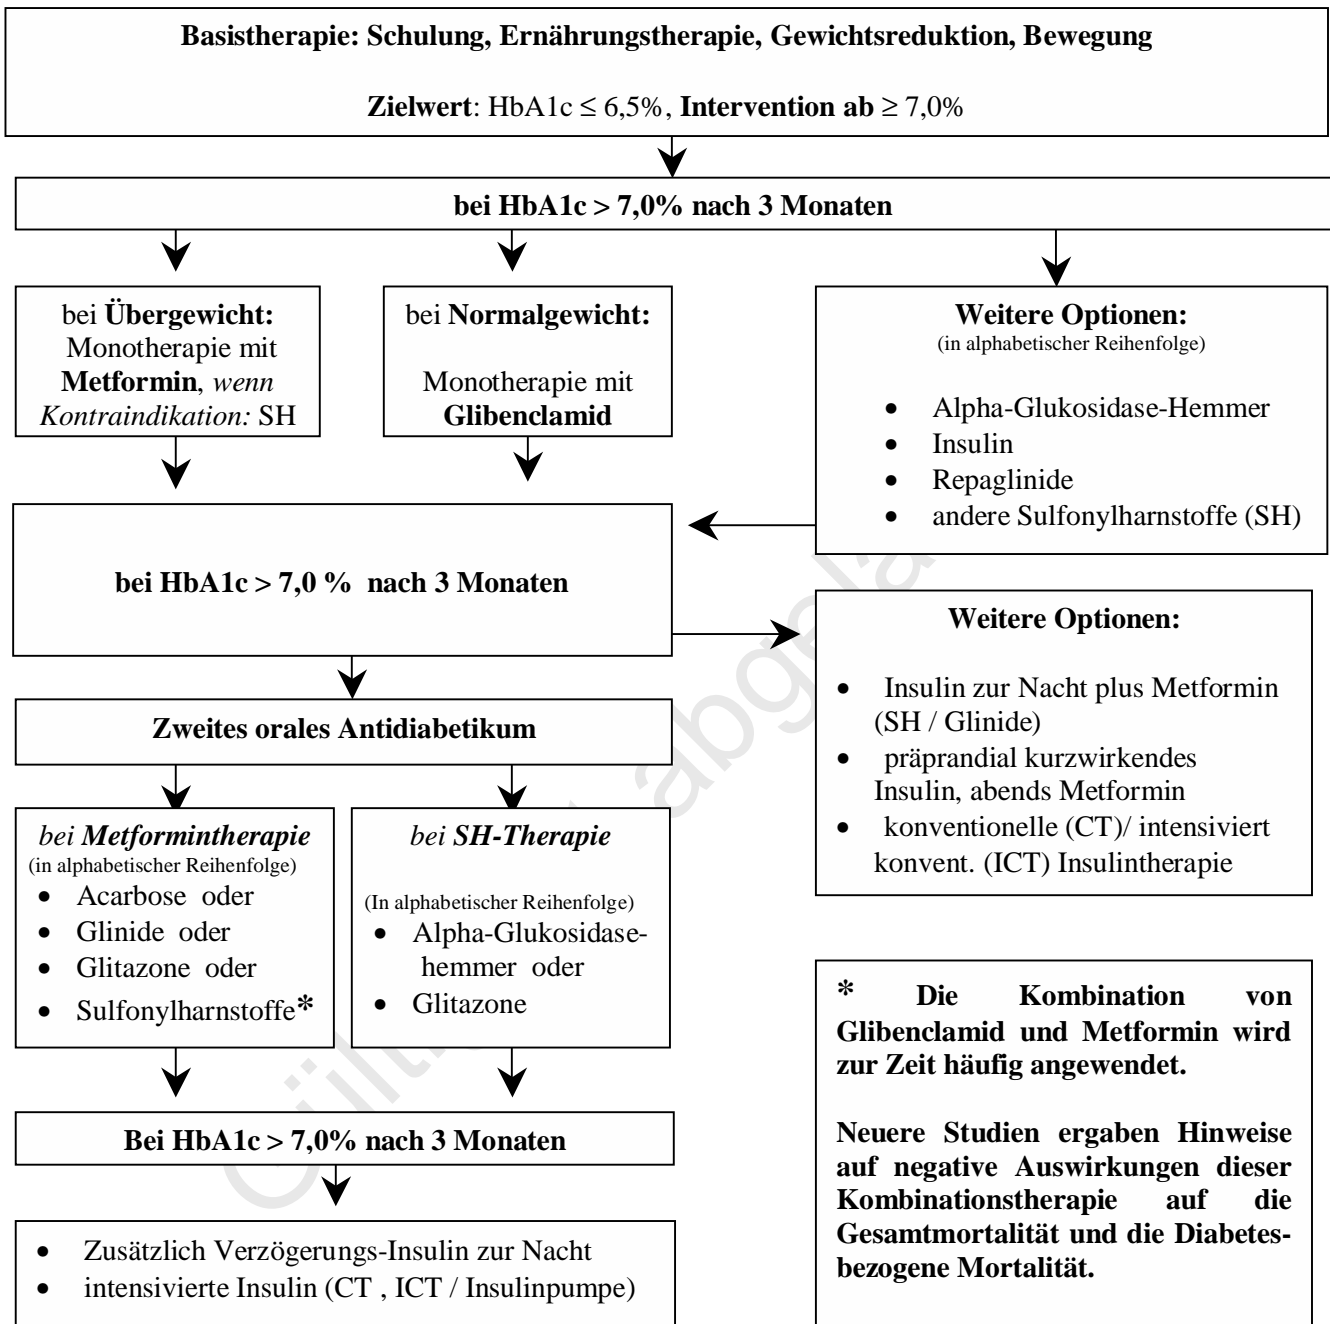 Basistherapie: Schulung, Ernährungstherapie, Gewichtsreduktion, Bewegung
Zielwert: HbA1c ≤ 6,5%, Intervention ab ≥ 7,0%
bei HbA1c > 7,0% nach 3 Monaten
bei Übergewicht:
Monotherapie mit
Metformin, wenn
Kontraindikation: SH
bei Normalgewicht:
Monotherapie mit
Glibenclamid
Weitere Optionen:
(in alphabetischer Reihenfolge)
• Alpha-Glukosidase-Hemmer
• Insulin
• Repaglinide
• andere Sulfonylharnstoffe (SH)
bei HbA1c > 7,0 % nach 3 Monaten
Weitere Optionen:
• Insulin zur Nacht plus Metformin
(SH / Glinide)
• präprandial kurzwirkendes
Insulin, abends Metformin
• konventionelle (CT)/ intensiviert
konvent. (ICT) Insulintherapie
Zweites orales Antidiabetikum
bei Metformintherapie
(in alphabetischer Reihenfolge)
• Acarbose oder
• Glinide oder
• Glitazone oder
• Sulfonylharnstoffe*
bei SH-Therapie
(In alphabetischer Reihenfolge)
• Alpha-Glukosidase-
hemmer oder
• Glitazone
* Die Kombination von
Glibenclamid und Metformin wird
zur Zeit häufig angewendet.
Neuere Studien ergaben Hinweise
auf negative Auswirkungen dieser
Kombinationstherapie auf die
Gesamtmortalität und die Diabetes-
bezogene Mortalität.
Bei HbA1c > 7,0% nach 3 Monaten
• Zusätzlich Verzögerungs-Insulin zur Nacht
• intensivierte Insulin (CT , ICT / Insulinpumpe)